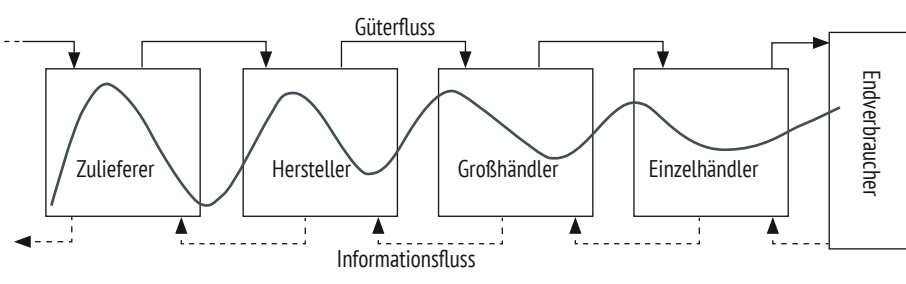 Güterfluss
Zulieferer
Hersteller
Großhändler
Einzelhändler
Endverbraucher
Informationsfluss